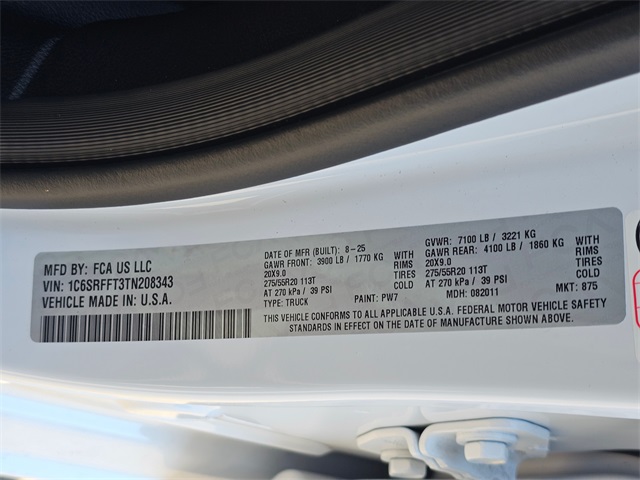 MFD BY: FCA US LLC
VIN: 1C6SRFFT3TN208343
VEHICLE MADE IN U.S.A.
DATE OF MFR (BUILT): 8-25
GAWR FRONT: 3900 LB / 1770 KG WITH
20X9.0 RIMS
275/55R20 113T COLD
AT 270 kPa / 39 PSI
TYPE: TRUCK PAINT: PW7
GVWR: 7100 LB / 3221 KG
GAWR REAR: 4100 LB / 1860 KG WITH
20X9.0 RIMS
275/55R20 113T COLD
AT 270 kPa / 39 PSI
MDH: 082011 MKT: 875
THIS VEHICLE CONFORMS TO ALL APPLICABLE U.S.A. FEDERAL MOTOR VEHICLE SAFETY
STANDARDS IN EFFECT ON THE DATE OF MANUFACTURE SHOWN ABOVE.